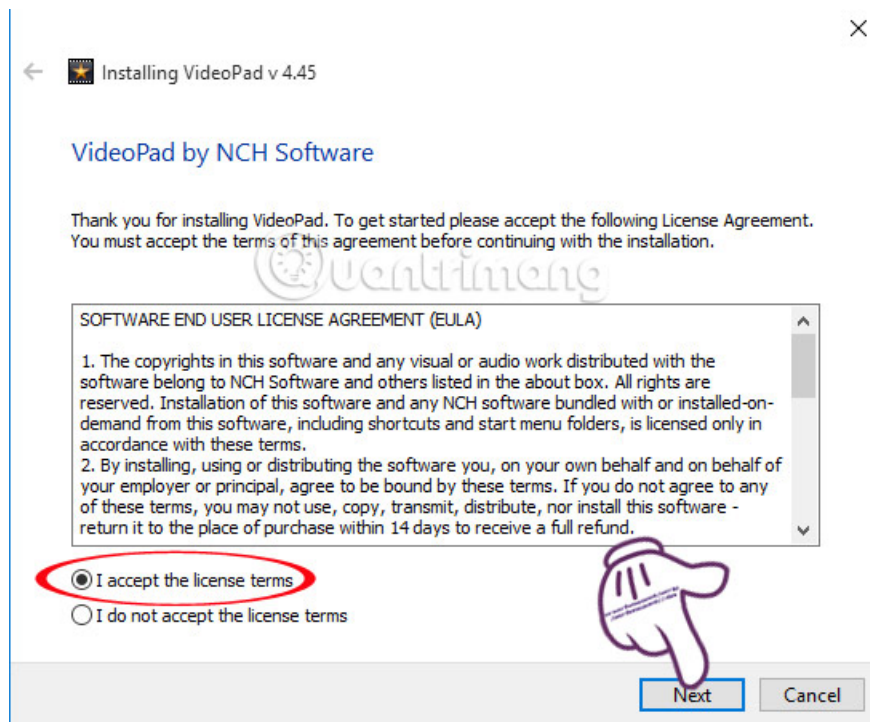 Installing VideoPad v 4.45
VideoPad by NCH Software
Thank you for installing VideoPad. To get started please accept the following License Agreement.
You must accept the terms of this agreement before continuing with the installation.
Quantrimang
SOFTWARE END USER LICENSE AGREEMENT (EULA)
1. The copyrights in this software and any visual or audio work distributed with the
software belong to NCH Software and others listed in the about box. All rights are
reserved. Installation of this software and any NCH software bundled with or installed-on-
demand from this software, including shortcuts and start menu folders, is licensed only in
accordance with these terms.
2. By installing, using or distributing the software you, on your own behalf and on behalf of
your employer or principal, agree to be bound by these terms. If you do not agree to any
of these terms, you may not use, copy, transmit, distribute, nor install this software -
return it to the place of purchase within 14 days to receive a full refund.
I accept the license terms
I do not accept the license terms
Next
Cancel